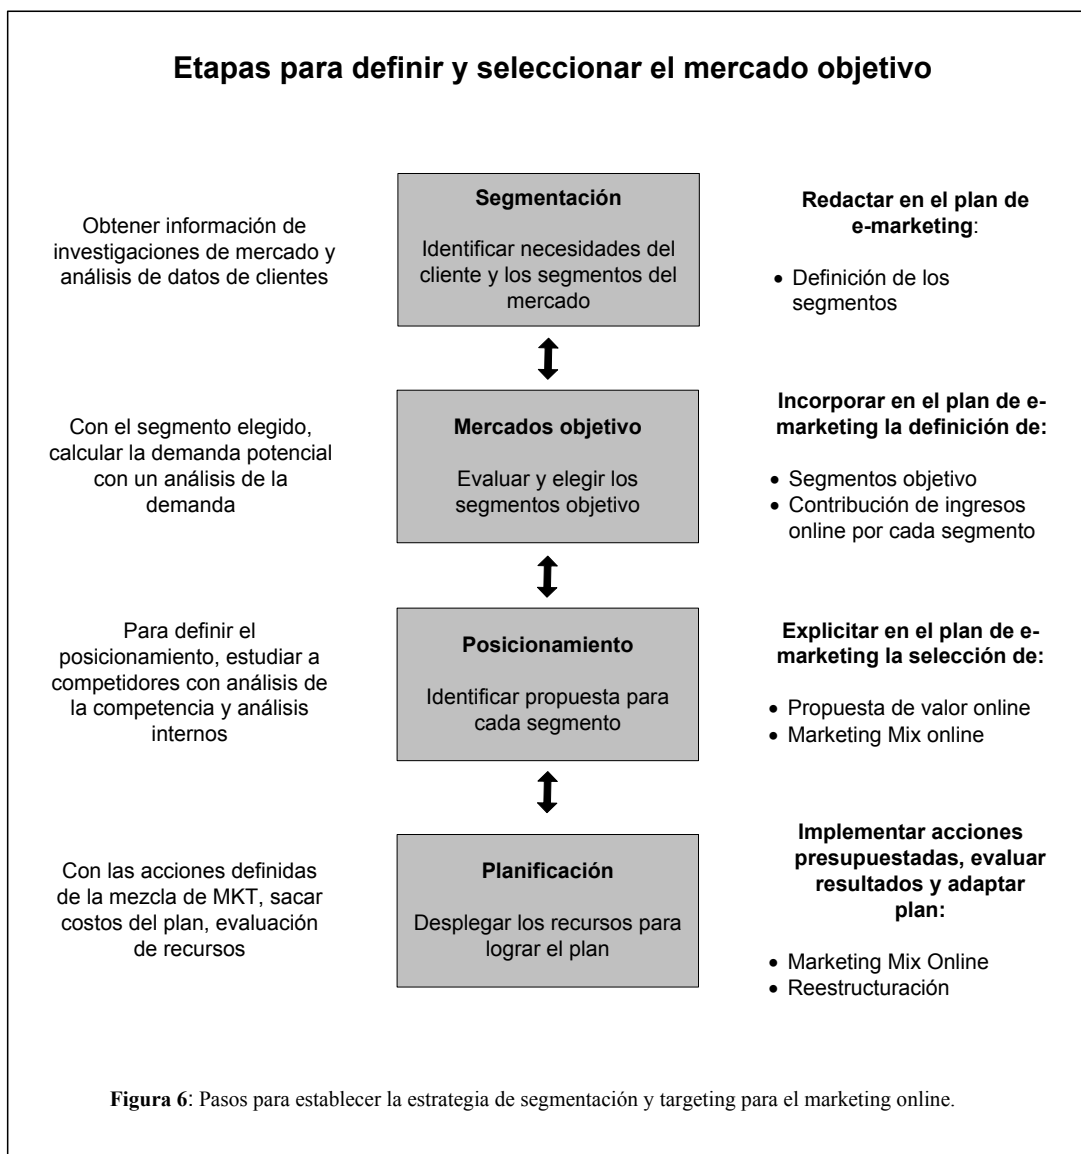 Etapas para definir y seleccionar el mercado objetivo
Obtener información de
investigaciones de mercado y
análisis de datos de clientes
Segmentación
Identificar necesidades del
cliente y los segmentos del
mercado
Redactar en el plan de
e-marketing:
• Definición de los
segmentos
Con el segmento elegido,
calcular la demanda potencial
con un análisis de la
demanda
Mercados objetivo
Evaluar y elegir los
segmentos objetivo
Incorporar en el plan de e-
marketing la definición de:
• Segmentos objetivo
• Contribución de ingresos
online por cada segmento
Para definir el
posicionamiento, estudiar a
competidores con análisis de
la competencia y análisis
internos
Posicionamiento
Identificar propuesta para
cada segmento
Explicitar en el plan de e-
marketing la selección de:
• Propuesta de valor online
• Marketing Mix online
Con las acciones definidas
de la mezcla de MKT, sacar
costos del plan, evaluación
de recursos
Planificación
Desplegar los recursos para
lograr el plan
Implementar acciones
presupuestadas, evaluar
resultados y adaptar
plan:
• Marketing Mix Online
• Reestructuración
Figura 6: Pasos para establecer la estrategia de segmentación y targeting para el marketing online.